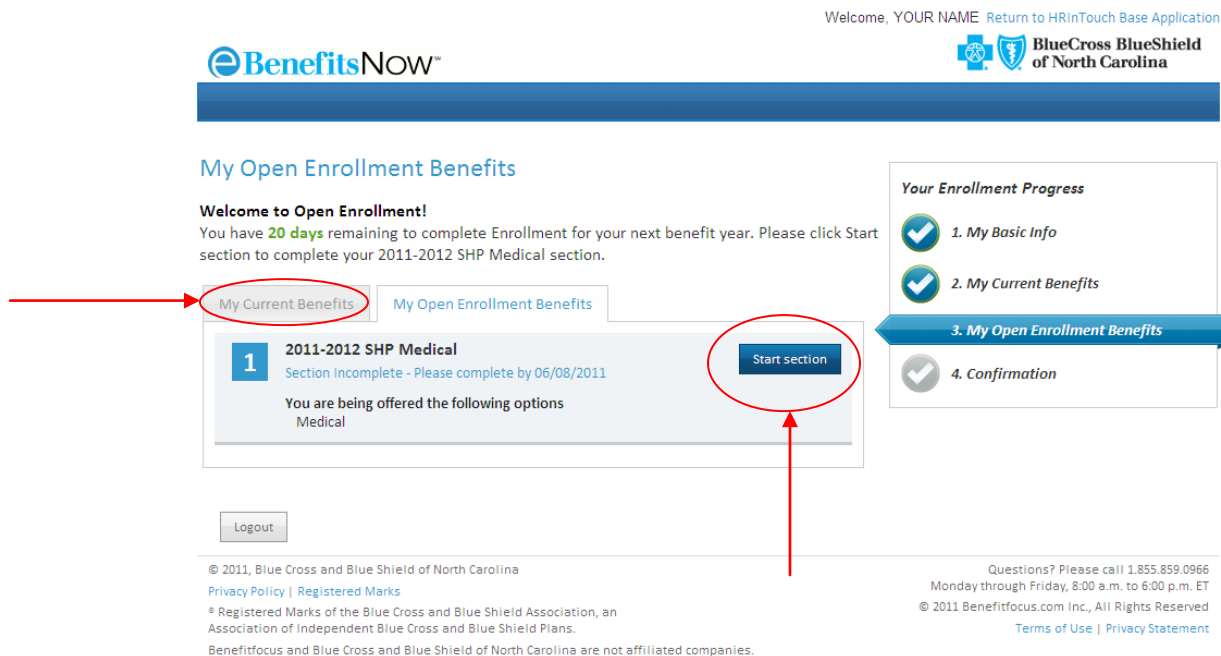 Welcome, YOUR NAME Return to HRInTouch Base Application
eBenefitsNow℠
BlueCross BlueShield
of North Carolina
My Open Enrollment Benefits
Welcome to Open Enrollment!
You have 20 days remaining to complete Enrollment for your next benefit year. Please click Start
section to complete your 2011-2012 SHP Medical section.
My Current Benefits
My Open Enrollment Benefits
1
2011-2012 SHP Medical
Section Incomplete - Please complete by 06/08/2011
Start section
You are being offered the following options
Medical
Your Enrollment Progress
1. My Basic Info
2. My Current Benefits
3. My Open Enrollment Benefits
4. Confirmation
Logout
© 2011, Blue Cross and Blue Shield of North Carolina
Privacy Policy | Registered Marks
® Registered Marks of the Blue Cross and Blue Shield Association, an
Association of Independent Blue Cross and Blue Shield Plans.
Benefitfocus and Blue Cross and Blue Shield of North Carolina are not affiliated companies.
Questions? Please call 1.855.859.0966
Monday through Friday, 8:00 a.m. to 6:00 p.m. ET
© 2011 Benefitfocus.com Inc., All Rights Reserved
Terms of Use | Privacy Statement